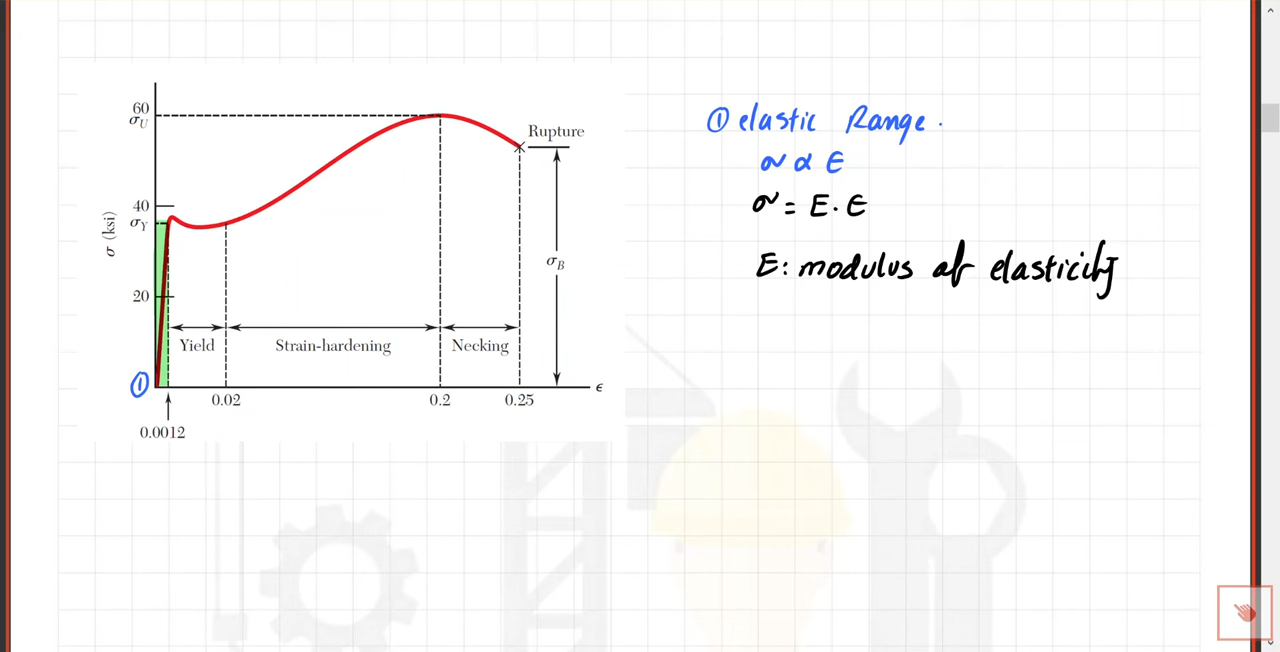 60
σU
Rupture
40
σY
σ (ksi)
σB
20
Yield
Strain-hardening
Necking
①
ϵ
0.02
0.2
0.25
0.0012
① elastic Range.
σ α ϵ
σ = E . ϵ
E: modulus of elasticity